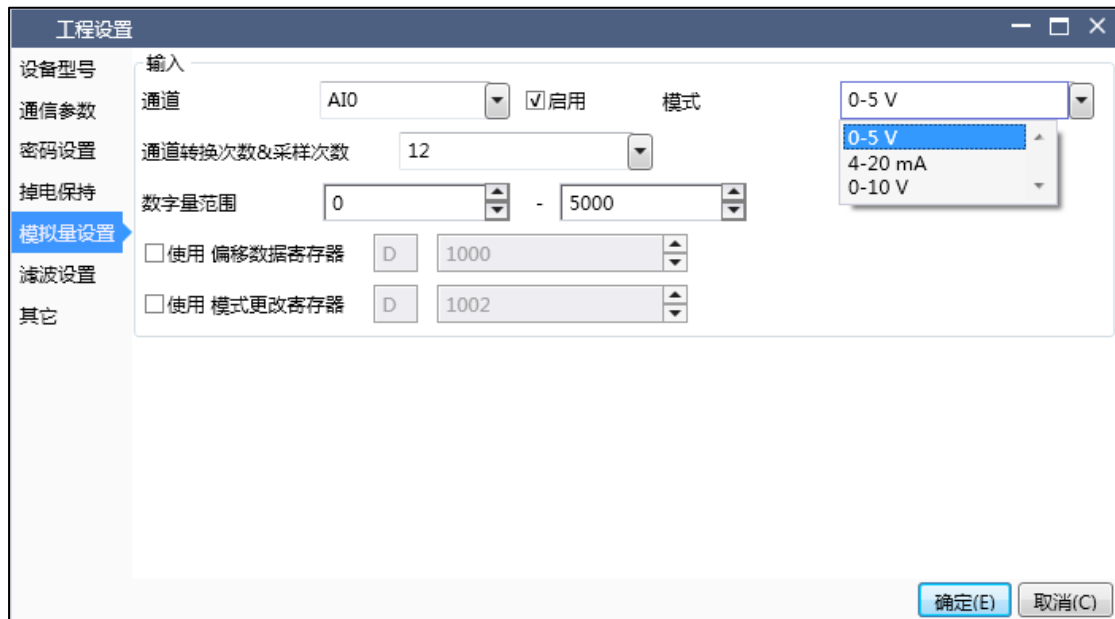 工程设置
设备型号
通信参数
密码设置
掉电保持
模拟量设置
滤波设置
其它
输入
通道 AI0 启用 模式 0-5 V
0-5 V
4-20 mA
0-10 V
通道转换次数&采样次数 12
数字量范围 0 - 5000
使用 偏移数据寄存器 D 1000
使用 模式更改寄存器 D 1002
确定(E) 取消(C)